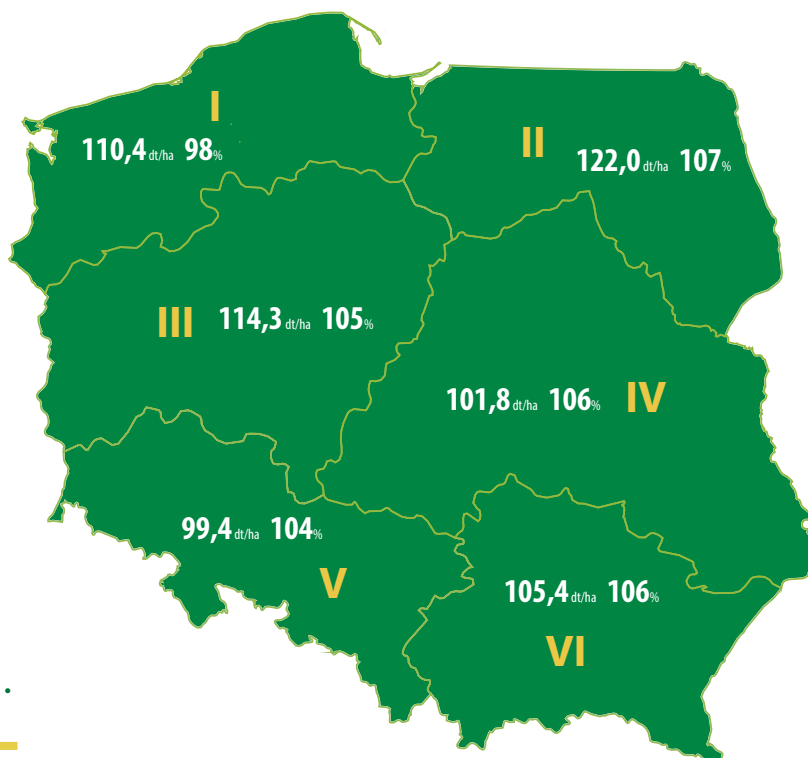 I
110,4 dt/ha 98%
II
122,0 dt/ha 107%
III 114,3 dt/ha 105%
101,8 dt/ha 106% IV
99,4 dt/ha 104%
V
105,4 dt/ha 106%
VI